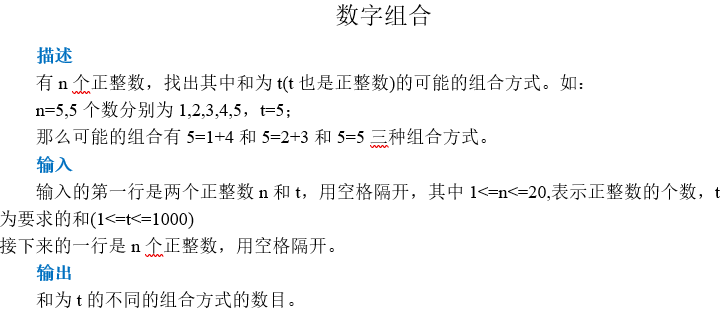 数字组合
描述
有 n 个正整数，找出其中和为 t(t 也是正整数)的可能的组合方式。如：
n=5,5 个数分别为 1,2,3,4,5，t=5；
那么可能的组合有 5=1+4 和 5=2+3 和 5=5 三种组合方式。
输入
输入的第一行是两个正整数 n 和 t，用空格隔开，其中 1<=n<=20,表示正整数的个数，t
为要求的和(1<=t<=1000)
接下来的一行是 n 个正整数，用空格隔开。
输出
和为 t 的不同的组合方式的数目。